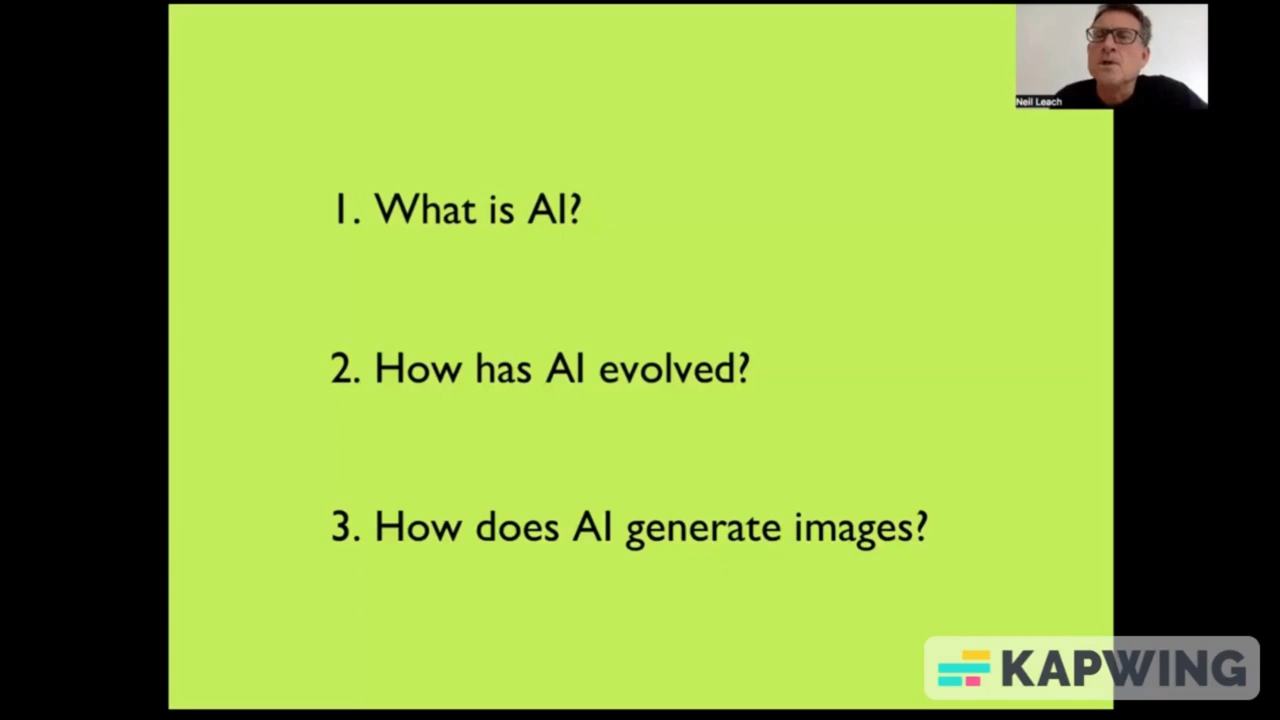 Neil Leach
1. What is AI?
2. How has AI evolved?
3. How does AI generate images?
KAPWING